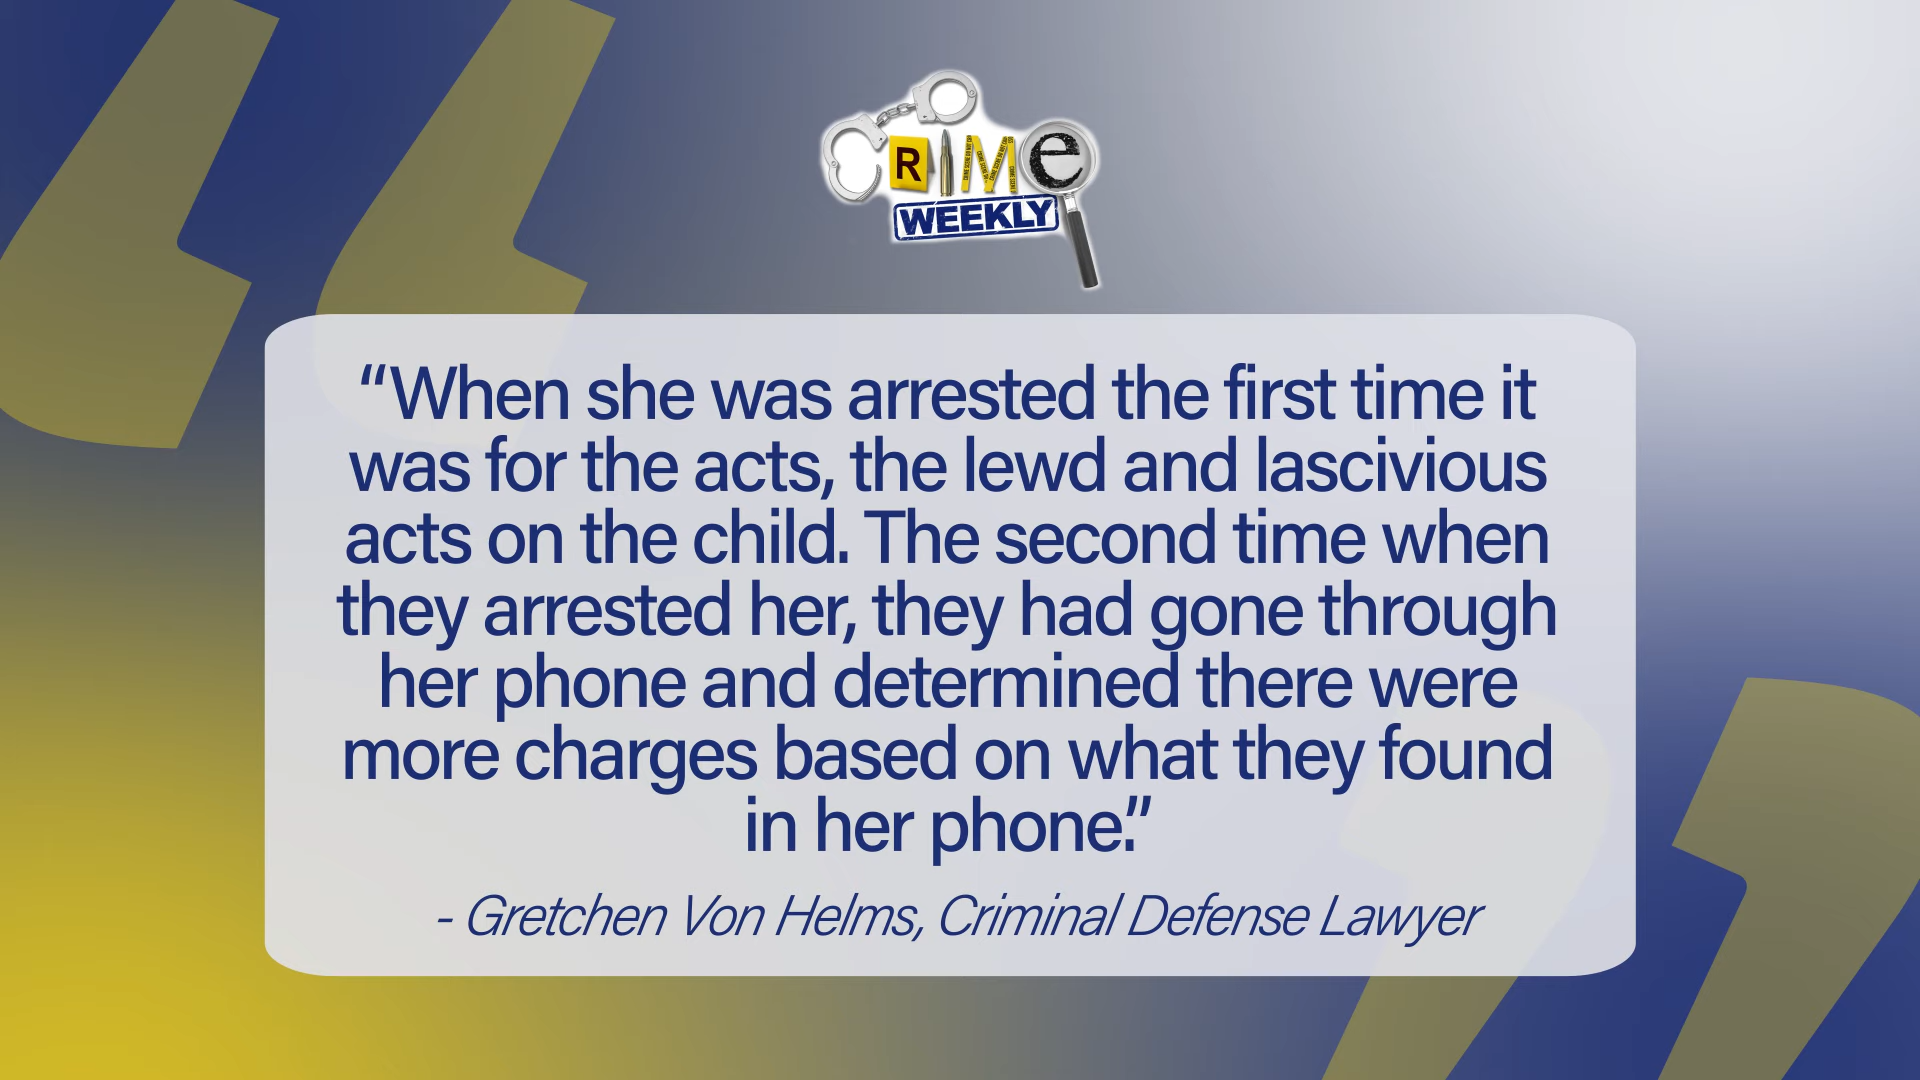 CRIMe
WEEKLY
“When she was arrested the first time it
was for the acts, the lewd and lascivious
acts on the child. The second time when
they arrested her, they had gone through
her phone and determined there were
more charges based on what they found
in her phone.”
- Gretchen Von Helms, Criminal Defense Lawyer